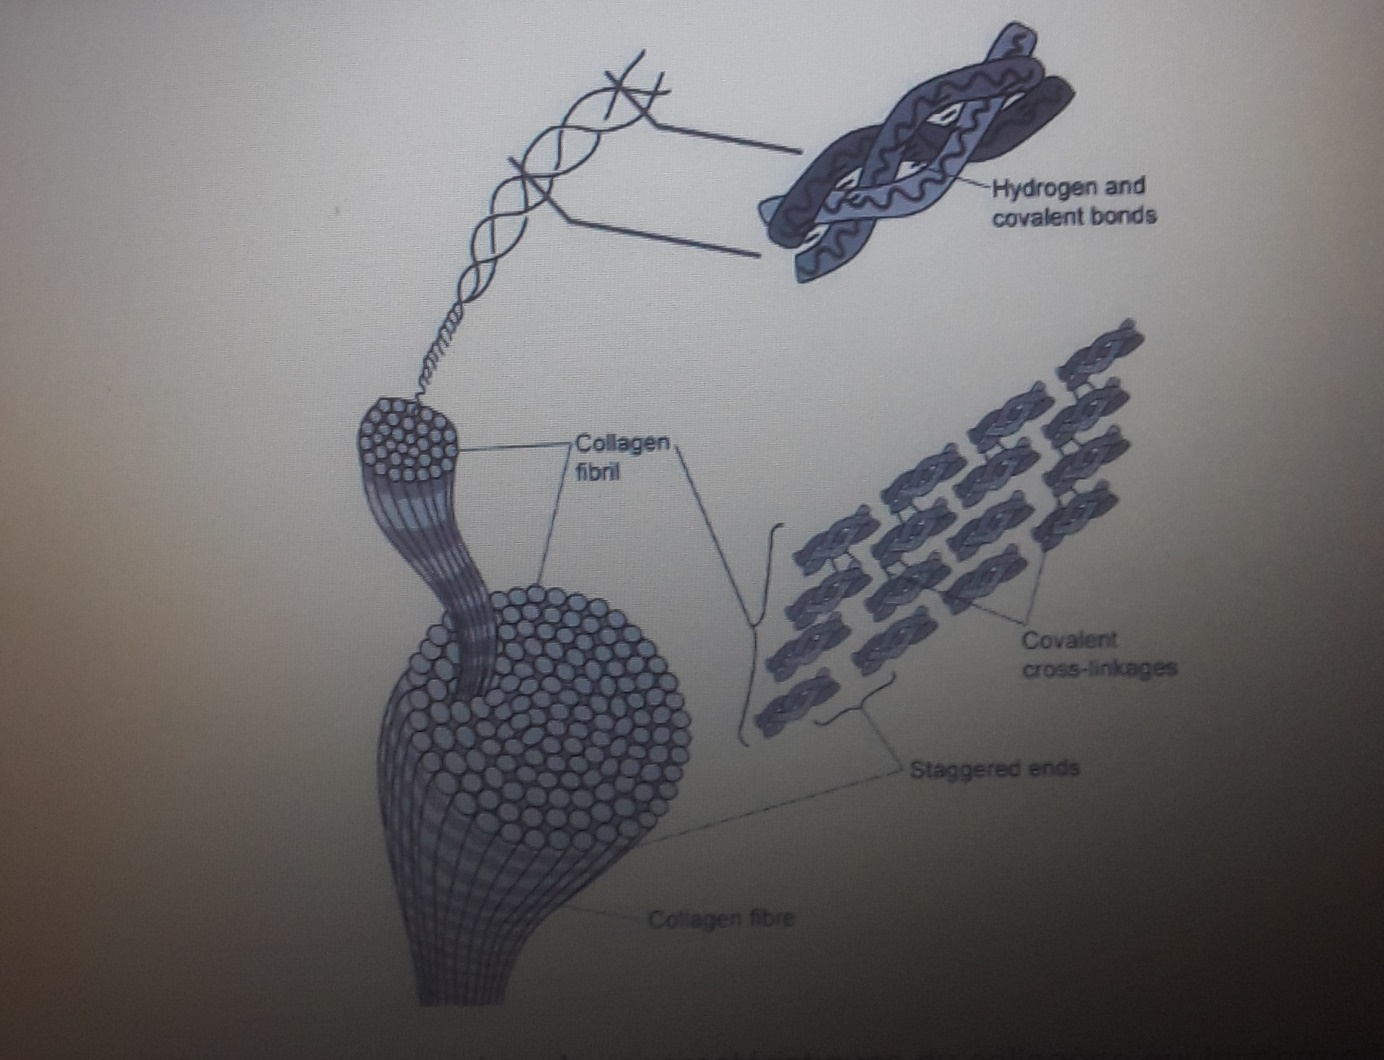 Hydrogen and
covalent bonds
Collagen
fibril
Covalent
cross-linkages
Staggered ends
Collagen fibre